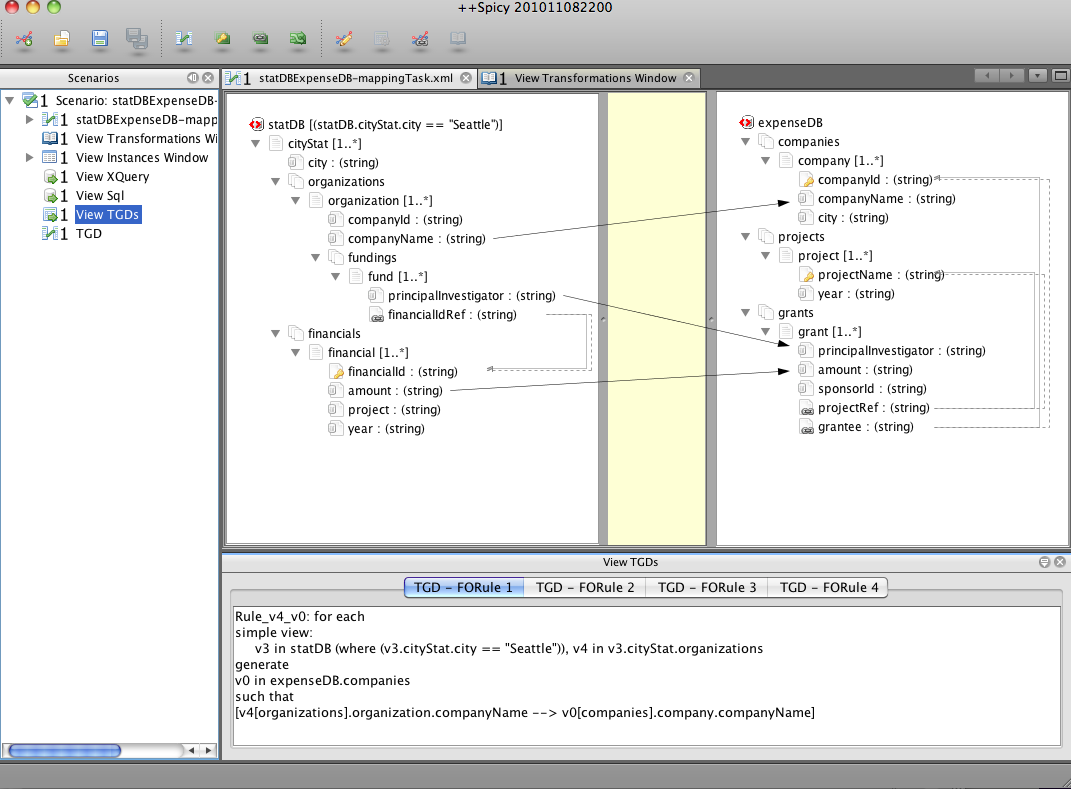 ++Spicy 201011082200
Scenarios
1 Scenario: statDBExpenseDB-
1 statDBExpenseDB-mapp
1 View Transformations Wi
1 View Instances Window
1 View XQuery
1 View Sql
1 View TGDs
1 TGD
1 statDBExpenseDB-mappingTask.xml
1 View Transformations Window
statDB [(statDB.cityStat.city == "Seattle")]
cityStat [1..*]
city : (string)
organizations
organization [1..*]
companyId : (string)
companyName : (string)
fundings
fund [1..*]
principalInvestigator : (string)
financialIdRef : (string)
financials
financial [1..*]
financialId : (string)
amount : (string)
project : (string)
year : (string)
expenseDB
companies
company [1..*]
companyId : (string)
companyName : (string)
city : (string)
projects
project [1..*]
projectName : (string)
year : (string)
grants
grant [1..*]
principalInvestigator : (string)
amount : (string)
sponsorId : (string)
projectRef : (string)
grantee : (string)
View TGDs
TGD - FORule 1
TGD - FORule 2
TGD - FORule 3
TGD - FORule 4
Rule_v4_v0: for each
simple view:
v3 in statDB (where (v3.cityStat.city == "Seattle")), v4 in v3.cityStat.organizations
generate
v0 in expenseDB.companies
such that
[v4[organizations].organization.companyName --> v0[companies].company.companyName]